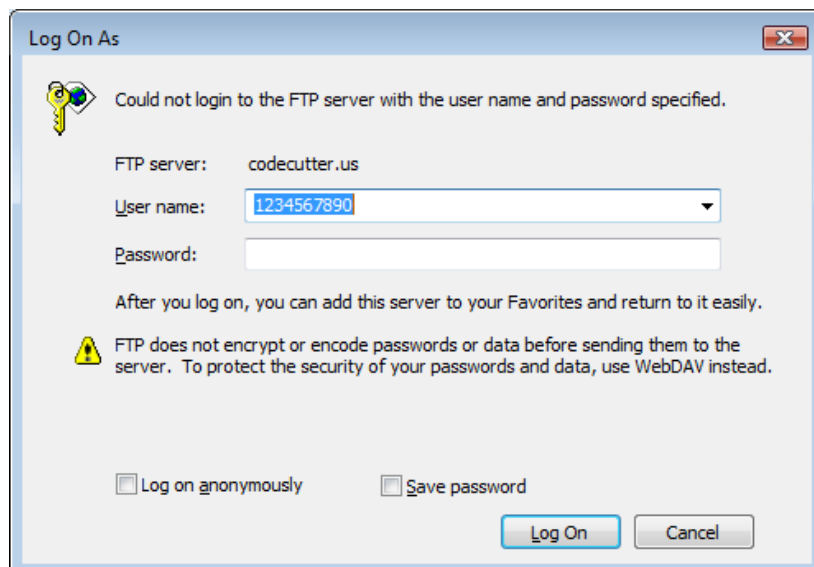 Log On As
Could not login to the FTP server with the user name and password specified.
FTP server: codecutter.us
User name: 1234567890
Password:
After you log on, you can add this server to your Favorites and return to it easily.
FTP does not encrypt or encode passwords or data before sending them to the
server. To protect the security of your passwords and data, use WebDAV instead.
Log on anonymously Save password
Log On Cancel